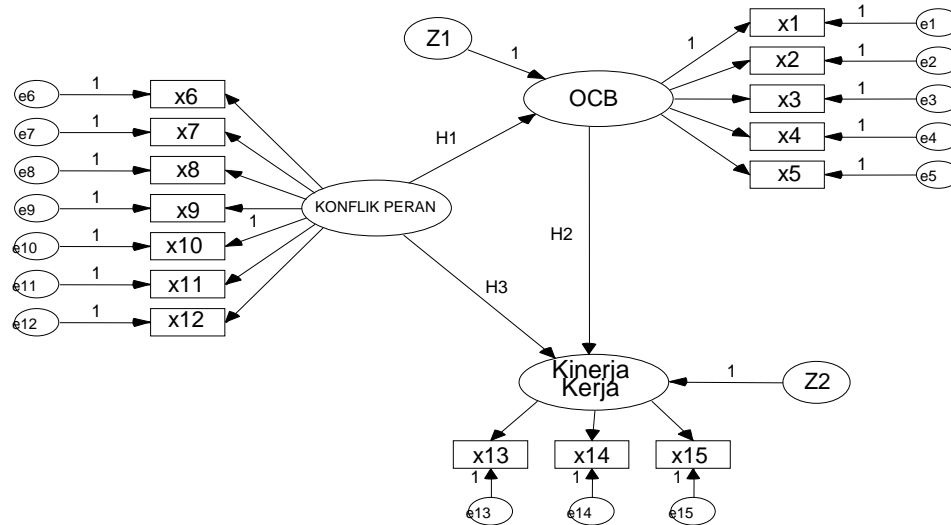 Z1
1
OCB
1
x1
1
e1
x2
1
e2
x3
1
e3
x4
1
e4
x5
1
e5
e6
1
x6
e7
1
x7
e8
1
x8
e9
1
x9
e10
1
x10
1
e11
1
x11
e12
1
x12
KONFLIK PERAN
H1
H2
H3
Kinerja
Kerja
1
Z2
x13
x14
x15
1
1
1
e13
e14
e15